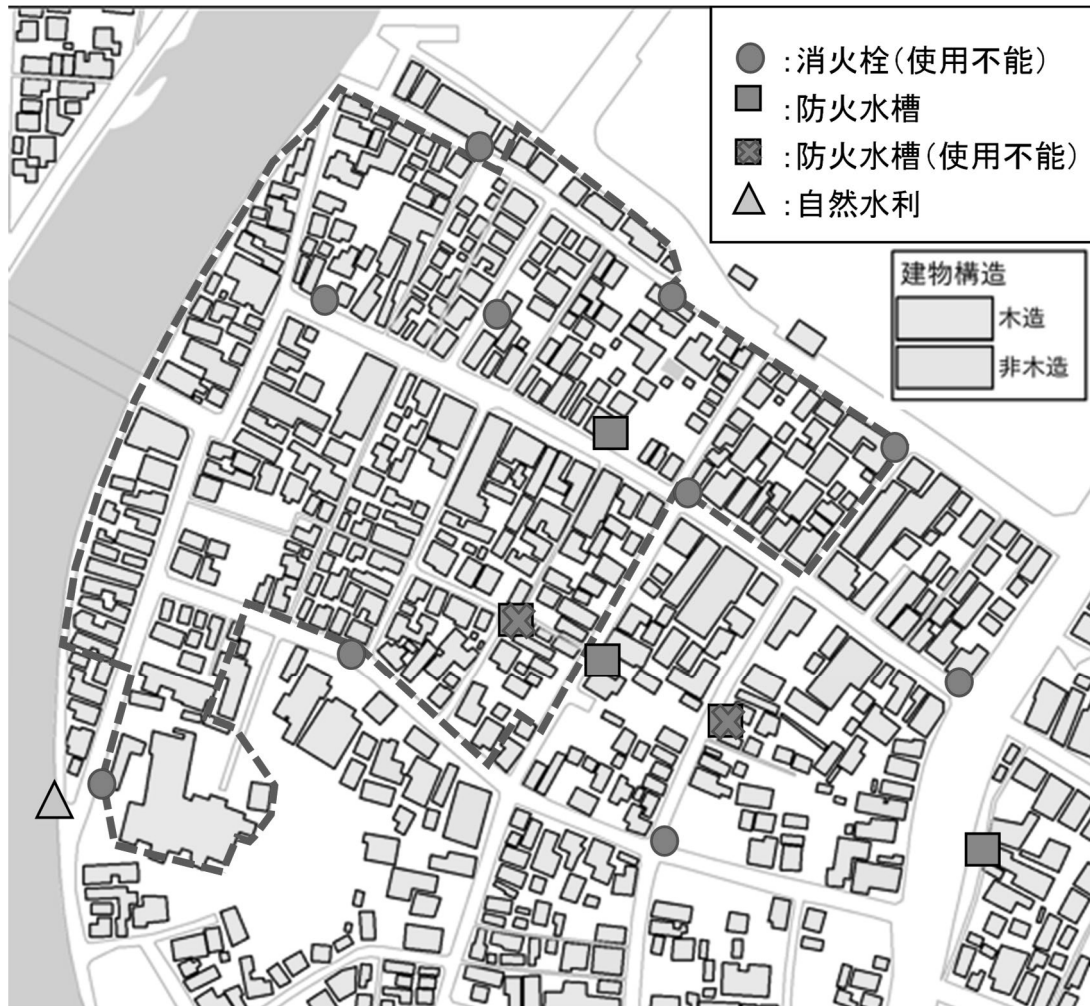 :消火栓(使用不能)
:防火水槽
:防火水槽(使用不能)
:自然水利
建物構造
木造
非木造